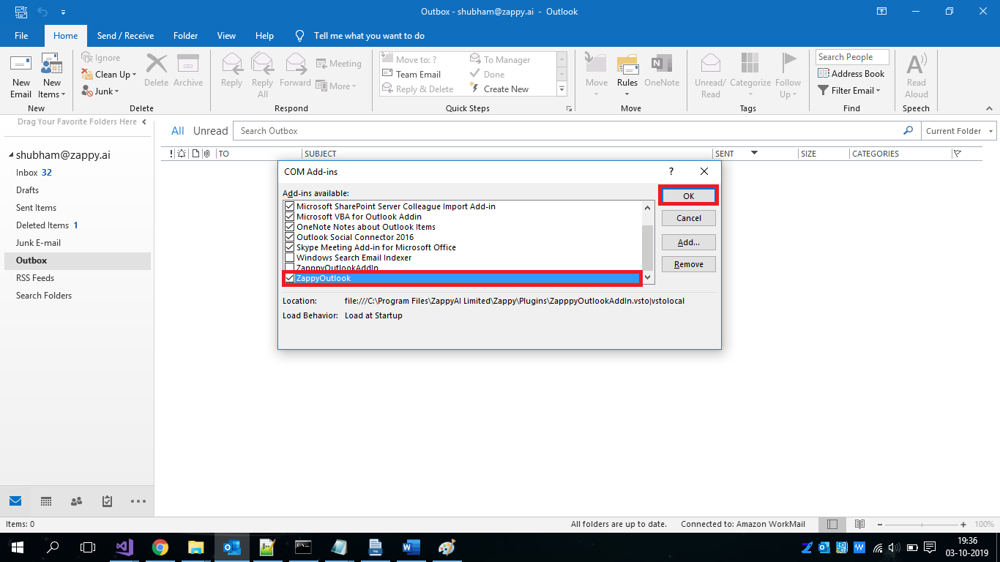 Outbox - shubham@zappy.ai - Outlook
File Home Send / Receive Folder View Help Tell me what you want to do
New Email
New Items
Ignore
Clean Up
Junk
Delete
Archive
Reply
Reply All
Forward
Meeting
More
Move to: ?
Team Email
Reply & Delete
To Manager
Done
Create New
Move
Rules
OneNote
Unread/ Read
Categorize
Follow Up
Search People
Address Book
Filter Email
Read Aloud
New Delete Respond Quick Steps Move Tags Find Speech
Drag Your Favorite Folders Here
All Unread Search Outbox Current Folder
! TO SUBJECT SENT SIZE CATEGORIES
shubham@zappy.ai
Inbox 32
Drafts
Sent Items
Deleted Items 1
Junk E-mail
Outbox
RSS Feeds
Search Folders
COM Add-ins ?
Add-ins available:
Microsoft SharePoint Server Colleague Import Add-in
Microsoft VBA for Outlook Addin
OneNote Notes about Outlook Items
Outlook Social Connector 2016
Skype Meeting Add-in for Microsoft Office
Windows Search Email Indexer
ZapppyOutlookAddIn
ZappyOutlook
OK
Cancel
Add...
Remove
Location: file:///C:\Program Files\ZappyAI Limited\Zappy\Plugins\ZapppyOutlookAddIn.vsto|vstolocal
Load Behavior: Load at Startup
Items: 0 All folders are up to date. Connected to: Amazon WorkMail 100%
19:36
03-10-2019